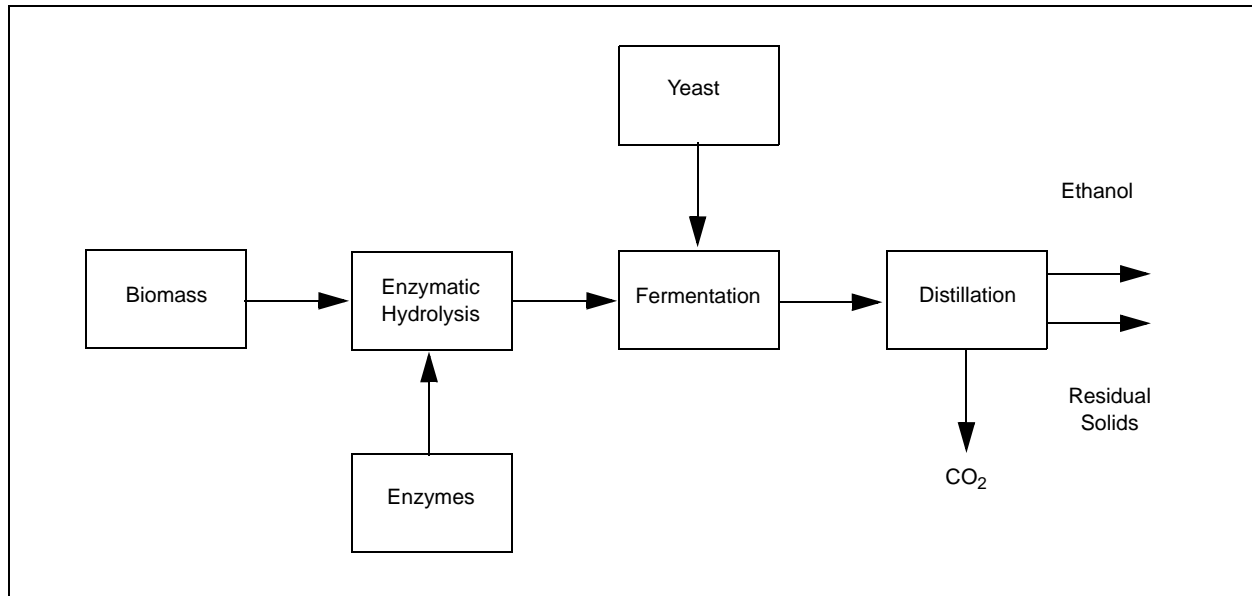 Yeast
Ethanol
Biomass
Enzymatic
Hydrolysis
Fermentation
Distillation
Residual
Solids
CO₂
Enzymes